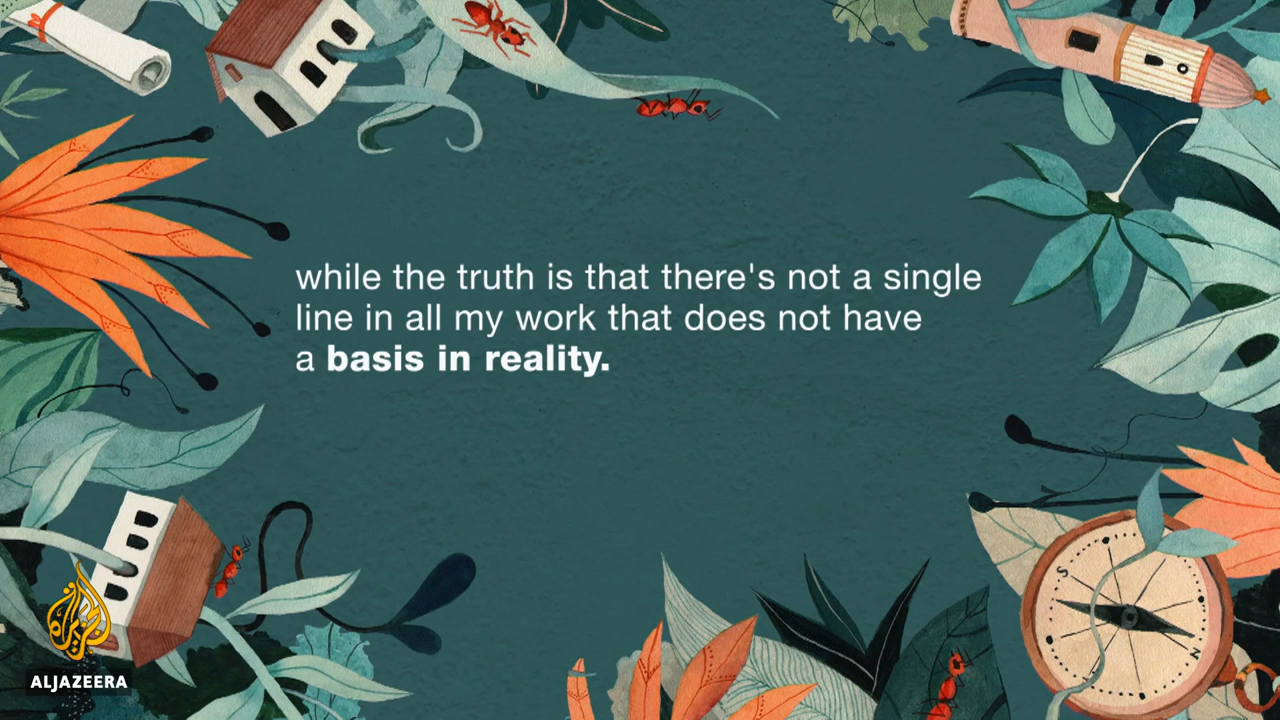 while the truth is that there's not a single
line in all my work that does not have
a basis in reality.
S
N
الجزيرة
ALJAZEERA